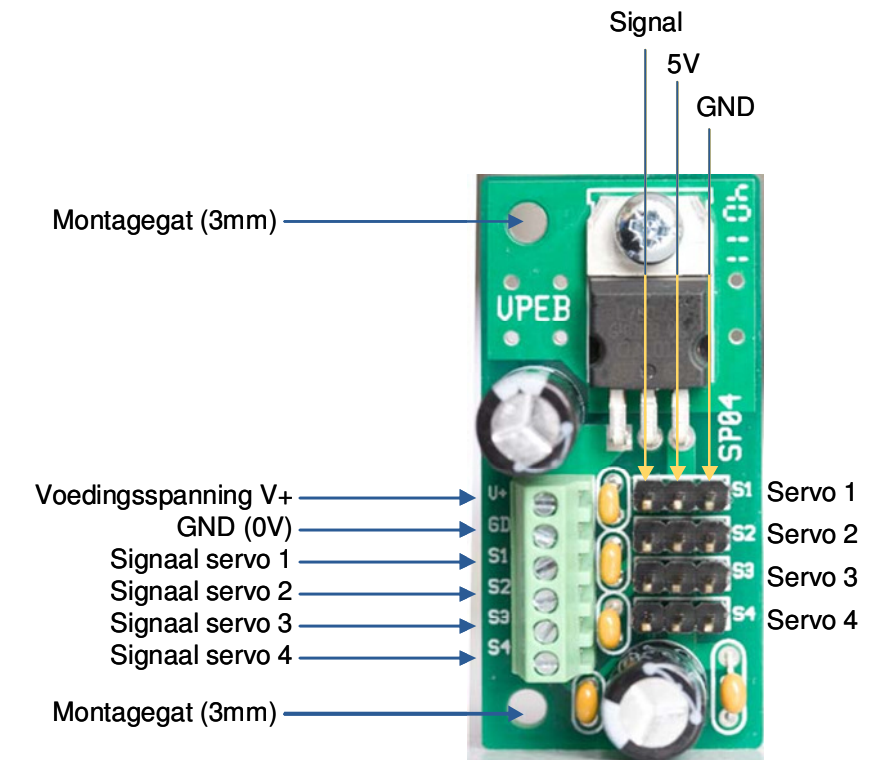 Signal
5V
GND
Montagegat (3mm)
VPEB
SP04
Voedingsspanning V+
GND (0V)
Signaal servo 1
Signaal servo 2
Signaal servo 3
Signaal servo 4
V+
GD
S1
S2
S3
S4
S1
S2
S3
S4
Servo 1
Servo 2
Servo 3
Servo 4
Montagegat (3mm)